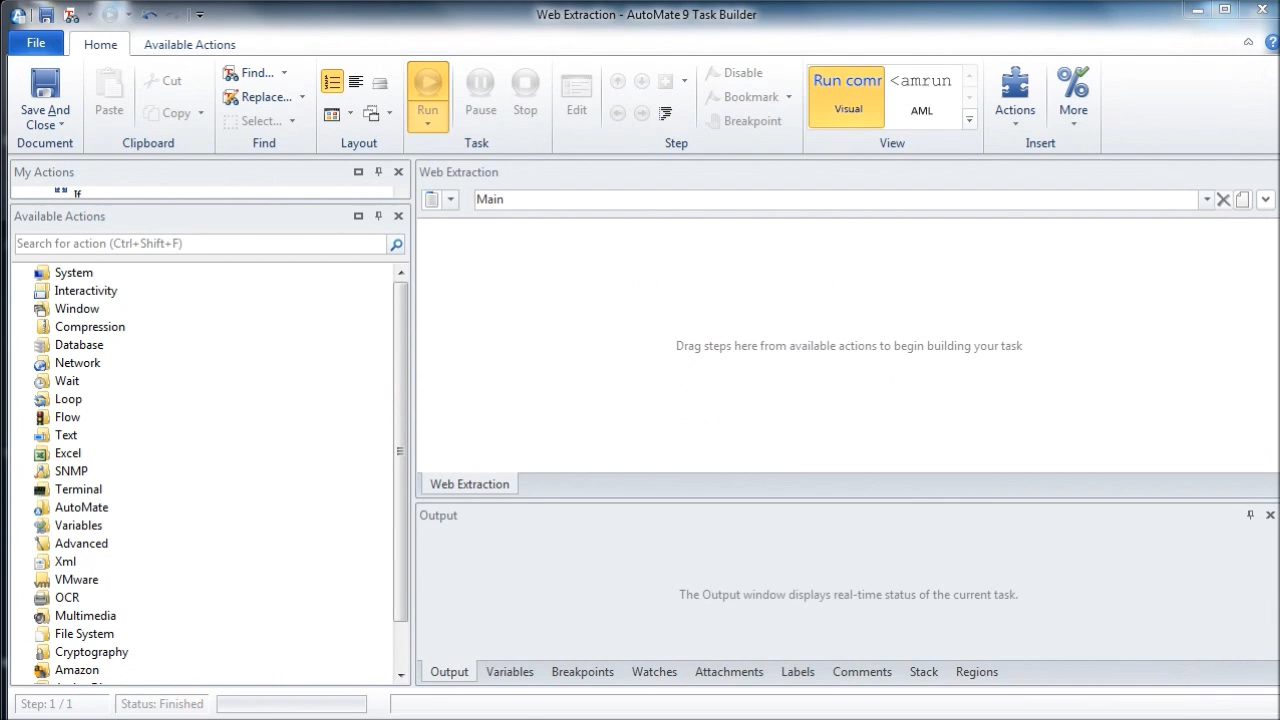 Web Extraction - AutoMate 9 Task Builder
File Home Available Actions
Save And Close
Paste
Cut
Copy
Find...
Replace...
Select...
Run
Pause
Stop
Edit
Disable
Bookmark
Breakpoint
Run comr
Visual
<amrun
AML
Actions
More
Document Clipboard Find Layout Task Step View Insert
My Actions
If
Available Actions
Search for action (Ctrl+Shift+F)
System
Interactivity
Window
Compression
Database
Network
Wait
Loop
Flow
Text
Excel
SNMP
Terminal
AutoMate
Variables
Advanced
Xml
VMware
OCR
Multimedia
File System
Cryptography
Amazon
Web Extraction
Main
Drag steps here from available actions to begin building your task
Web Extraction
Output
The Output window displays real-time status of the current task.
Output Variables Breakpoints Watches Attachments Labels Comments Stack Regions
Step: 1 / 1 Status: Finished